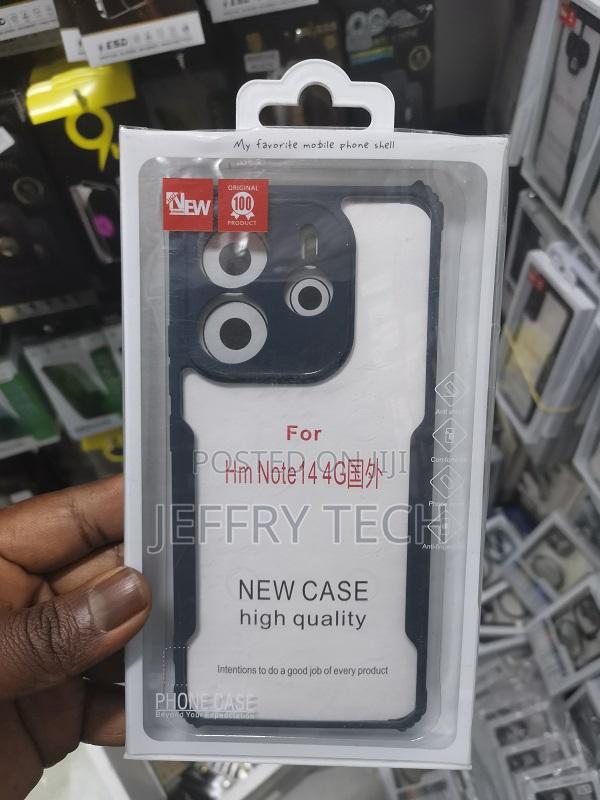 ESD
My favorite mobile phone shell
NEW
ORIGINAL
100
PRODUCT
For
POSTED ON JIJI
Hm Note14 4G国外
JEFFRY TECH
NEW CASE
high quality
Intentions to do a good job of every product
PHONE CASE
Beyond Your Expectation